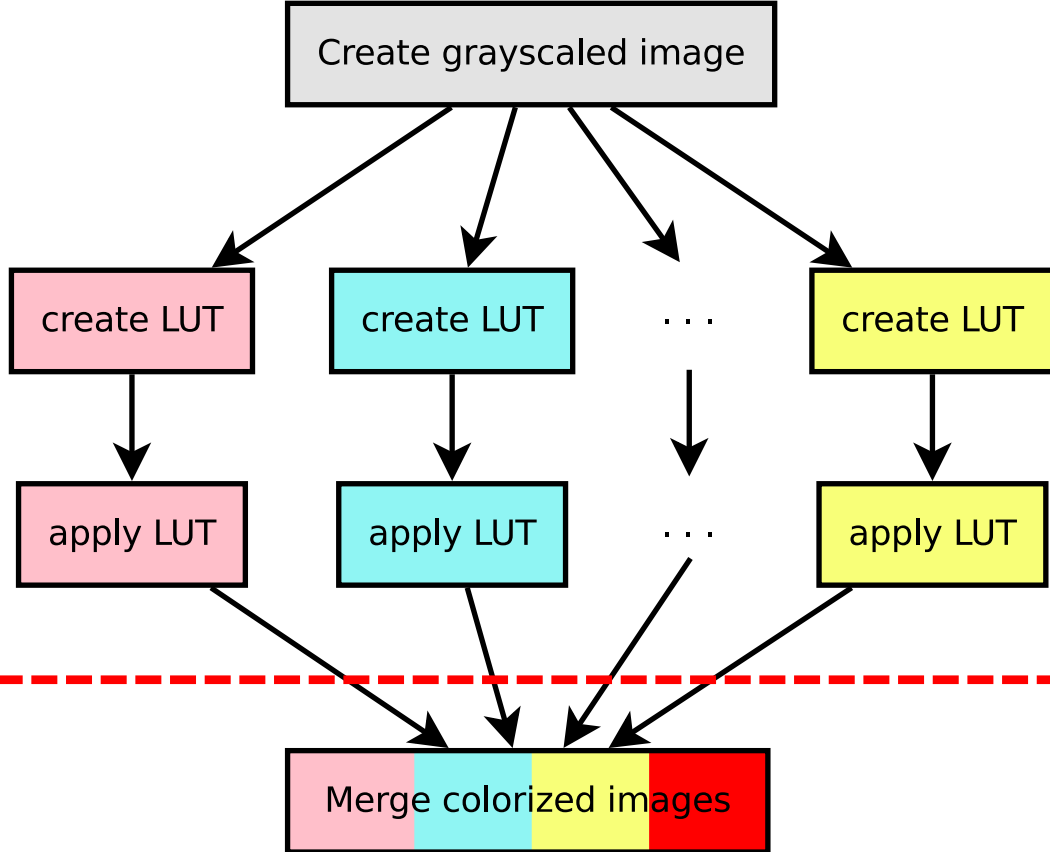 Create grayscaled image
create LUT create LUT . . . create LUT
apply LUT apply LUT . . . apply LUT
Merge colorized images